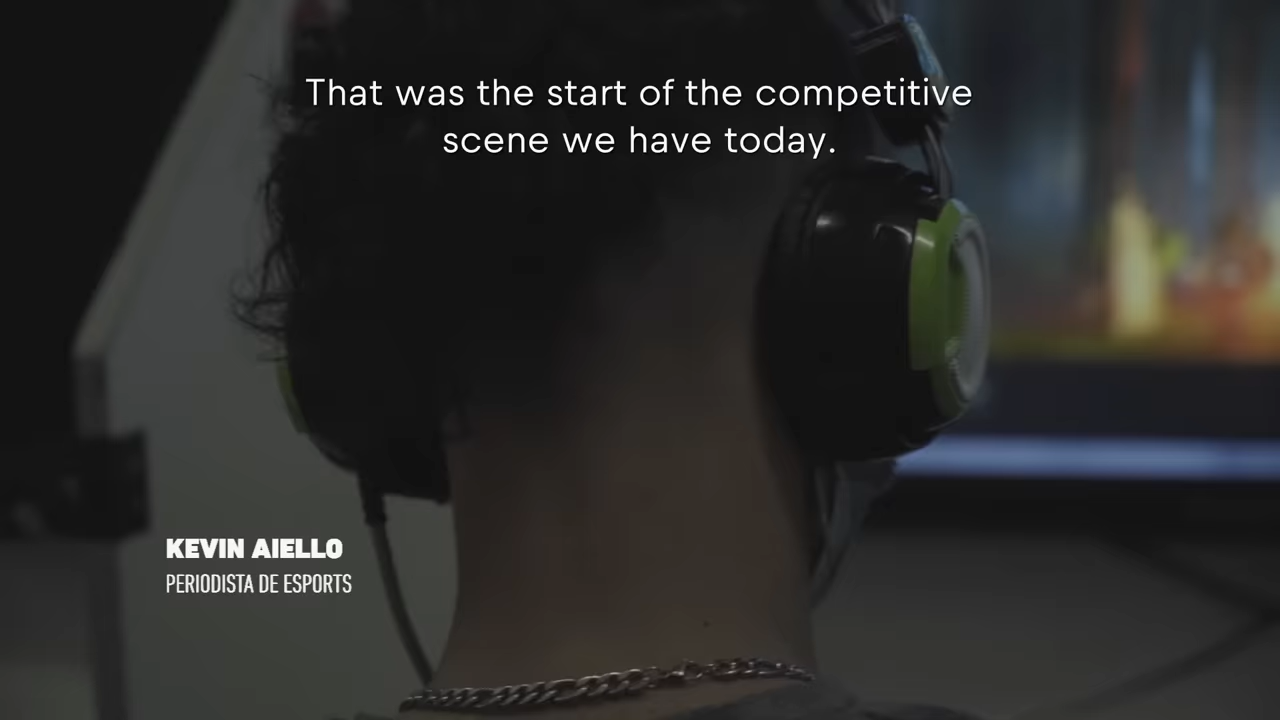 That was the start of the competitive
scene we have today.
KEVIN AIELLO
PERIODISTA DE ESPORTS